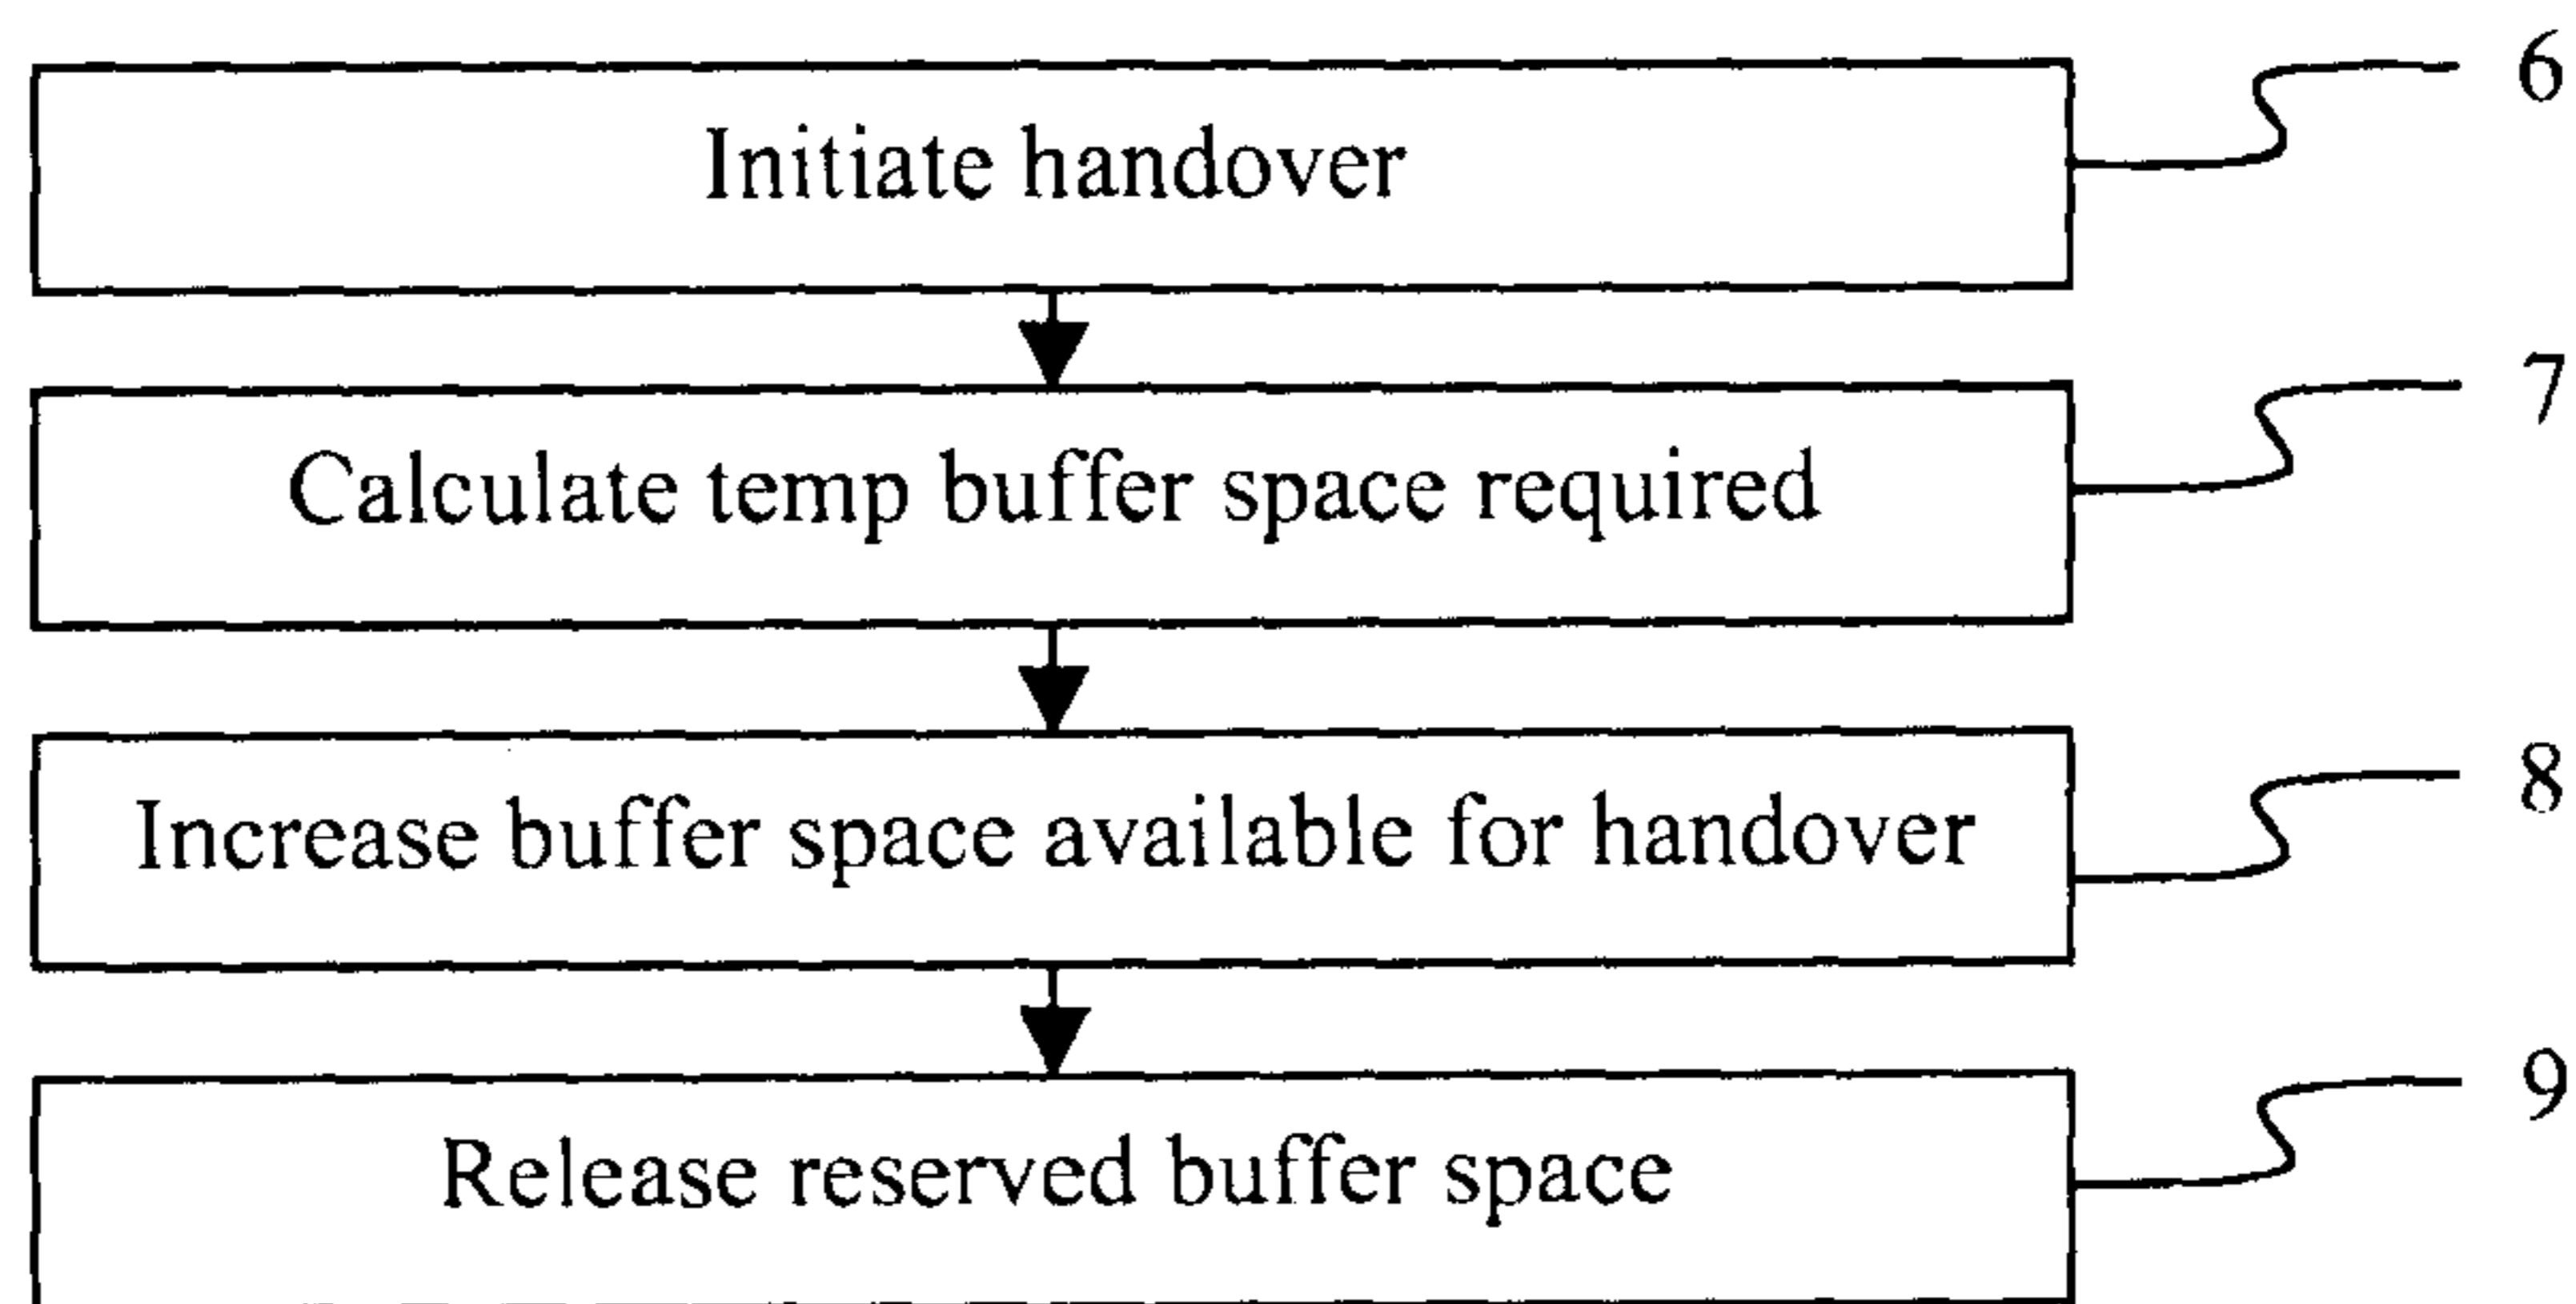 Initiate handover
6
Calculate temp buffer space required
7
Increase buffer space available for handover
8
Release reserved buffer space
9